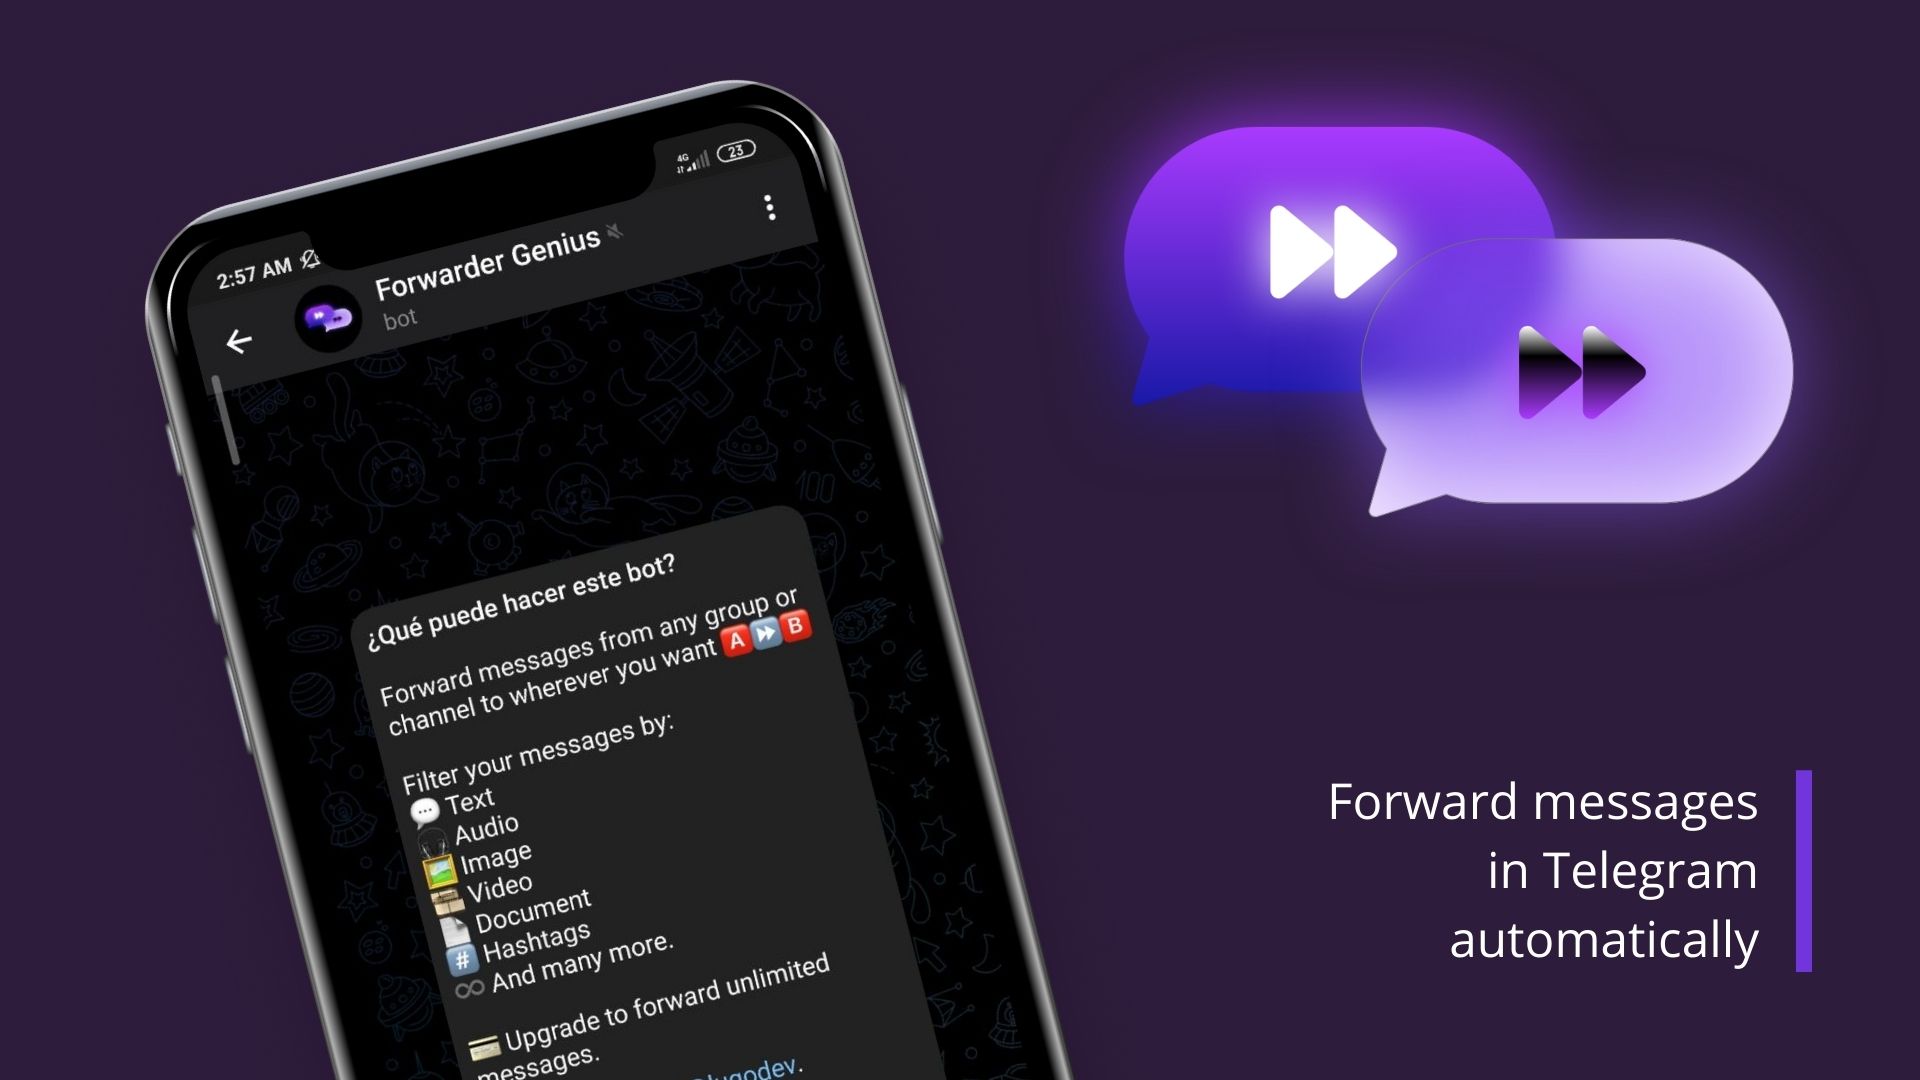 2:57 AM
4G
23
Forwarder Genius
bot
¿Qué puede hacer este bot?
Forward messages from any group or
channel to wherever you want A B
Filter your messages by:
Text
Audio
Image
Video
Document
# Hashtags
And many more.
Upgrade to forward unlimited
messages.
Forward messages
in Telegram
automatically